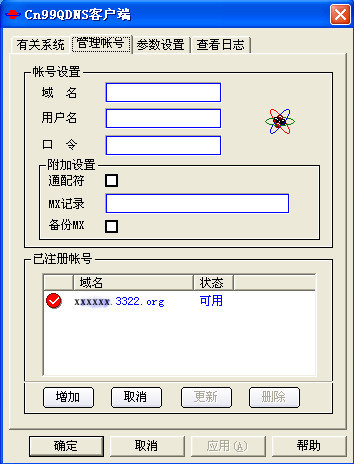 Cn99QDNS客户端
有关系统 管理帐号 参数设置 查看日志
帐号设置
域 名
用户名
口 令
附加设置
通配符
MX记录
备份MX
已注册帐号
域名 状态
xxxxxx.3322.org 可用
增加 取消 更新 删除
确定 取消 应用(A) 帮助